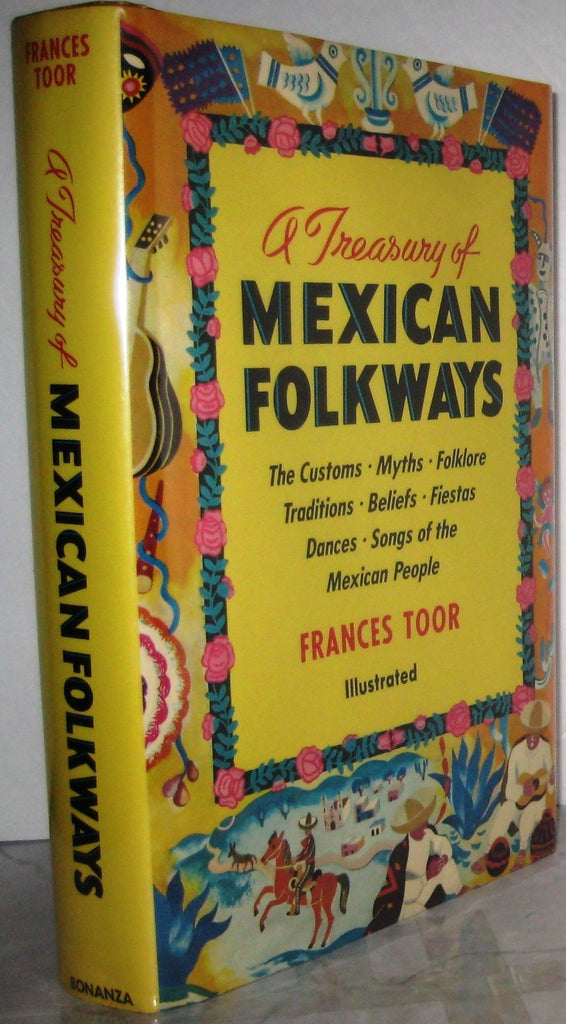 FRANCES
TOOR
A Treasury of
MEXICAN FOLKWAYS
BONANZA
A Treasury of
MEXICAN
FOLKWAYS
The Customs · Myths · Folklore
Traditions · Beliefs · Fiestas
Dances · Songs of the
Mexican People
FRANCES TOOR
Illustrated